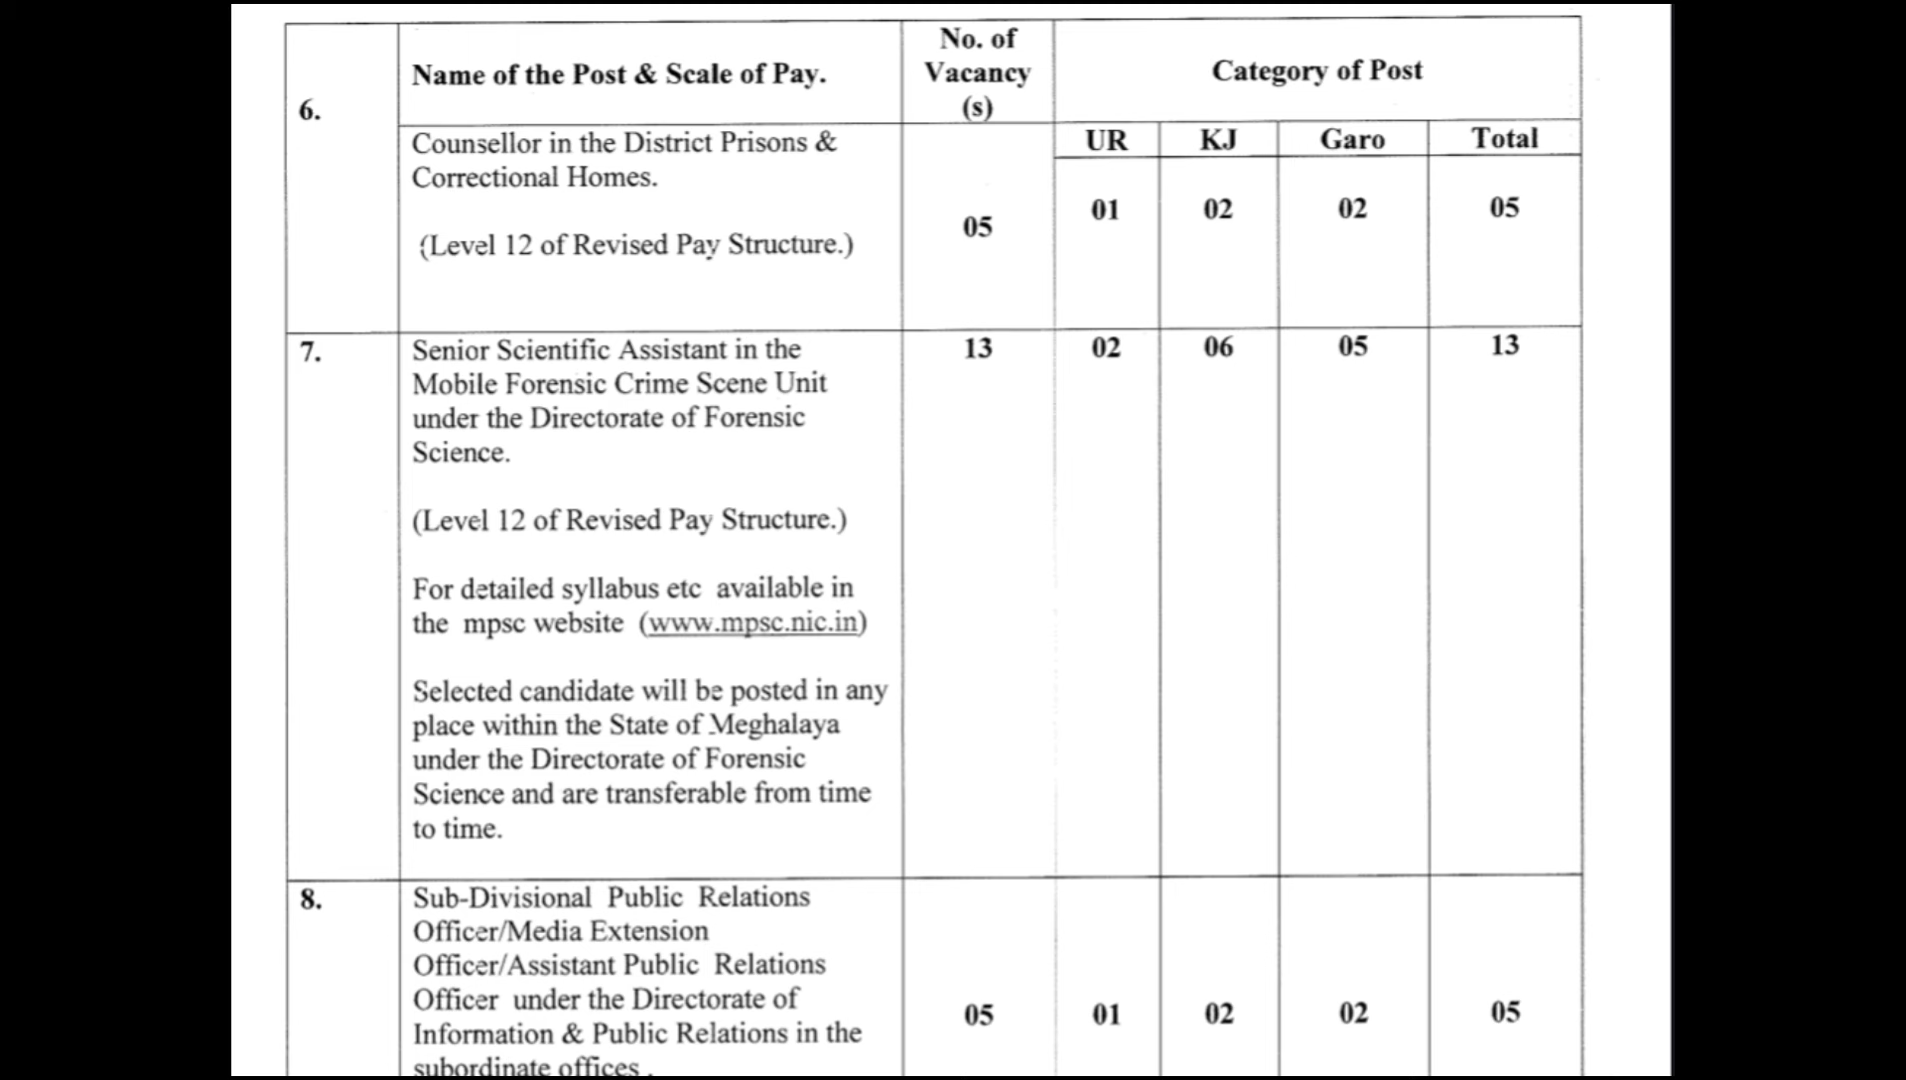 6.
Name of the Post & Scale of Pay.
No. of
Vacancy
(s)
Category of Post
Counsellor in the District Prisons &
Correctional Homes.
(Level 12 of Revised Pay Structure.)
05
UR KJ Garo Total
01 02 02 05
7.
Senior Scientific Assistant in the
Mobile Forensic Crime Scene Unit
under the Directorate of Forensic
Science.
(Level 12 of Revised Pay Structure.)
For detailed syllabus etc available in
the mpsc website (www.mpsc.nic.in)
Selected candidate will be posted in any
place within the State of Meghalaya
under the Directorate of Forensic
Science and are transferable from time
to time.
13 02 06 05 13
8.
Sub-Divisional Public Relations
Officer/Media Extension
Officer/Assistant Public Relations
Officer under the Directorate of
Information & Public Relations in the
subordinate offices .
05 01 02 02 05